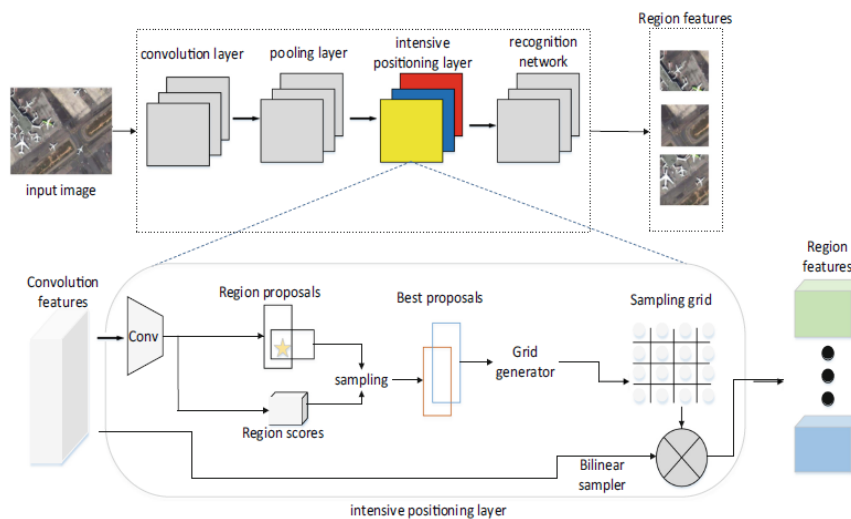 Region features
convolution layer
pooling layer
intensive
positioning layer
recognition
network
input image
Convolution
features
Region proposals
Best proposals
Sampling grid
Region
features
Conv
sampling
Grid
generator
Region scores
Bilinear
sampler
intensive positioning layer